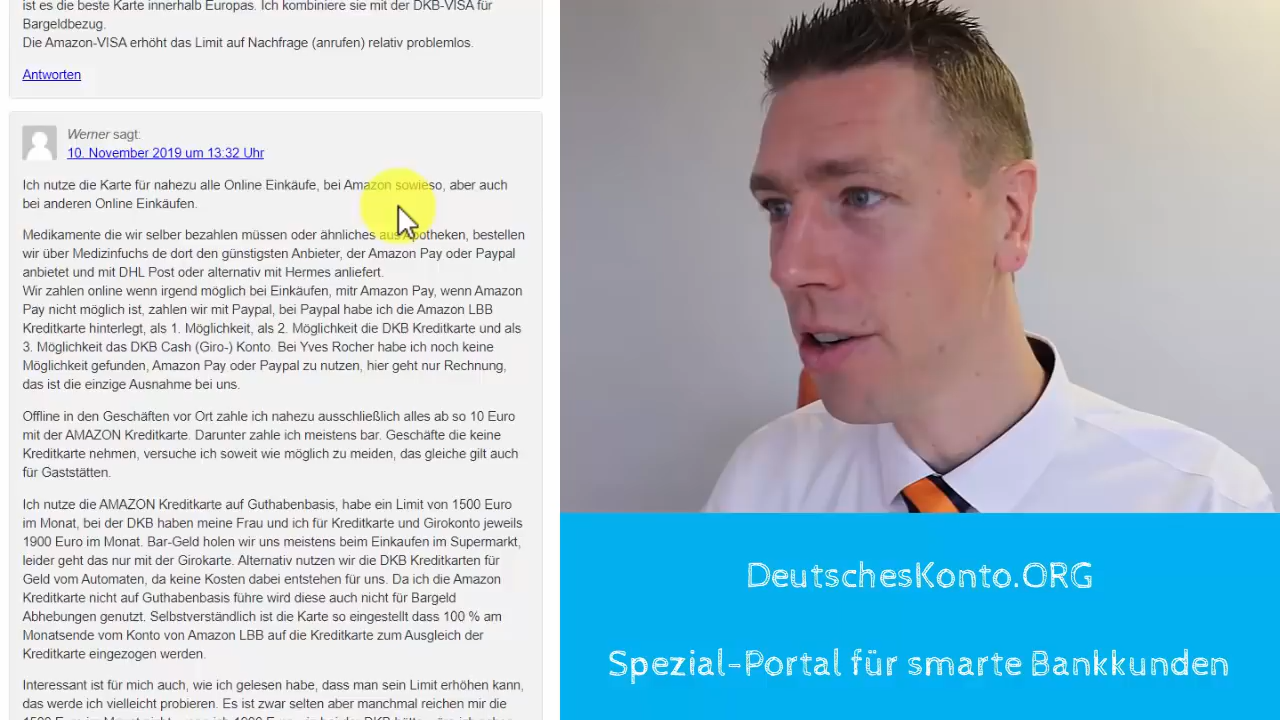 ist es die beste Karte innerhalb Europas. Ich kombiniere sie mit der DKB-VISA für
Bargeldbezug.
Die Amazon-VISA erhöht das Limit auf Nachfrage (anrufen) relativ problemlos.
Antworten
Werner sagt:
10. November 2019 um 13:32 Uhr
Ich nutze die Karte für nahezu alle Online Einkäufe, bei Amazon sowieso, aber auch
bei anderen Online Einkäufen.
Medikamente die wir selber bezahlen müssen oder ähnliches aus Apotheken, bestellen
wir über Medizinfuchs de dort den günstigsten Anbieter, der Amazon Pay oder Paypal
anbietet und mit DHL Post oder alternativ mit Hermes anliefert.
Wir zahlen online wenn irgend möglich bei Einkäufen, mitr Amazon Pay, wenn Amazon
Pay nicht möglich ist, zahlen wir mit Paypal, bei Paypal habe ich die Amazon LBB
Kreditkarte hinterlegt, als 1. Möglichkeit, als 2. Möglichkeit die DKB Kreditkarte und als
3. Möglichkeit das DKB Cash (Giro-) Konto. Bei Yves Rocher habe ich noch keine
Möglichkeit gefunden, Amazon Pay oder Paypal zu nutzen, hier geht nur Rechnung,
das ist die einzige Ausnahme bei uns.
Offline in den Geschäften vor Ort zahle ich nahezu ausschließlich alles ab so 10 Euro
mit der AMAZON Kreditkarte. Darunter zahle ich meistens bar. Geschäfte die keine
Kreditkarte nehmen, versuche ich soweit wie möglich zu meiden, das gleiche gilt auch
für Gaststätten.
Ich nutze die AMAZON Kreditkarte auf Guthabenbasis, habe ein Limit von 1500 Euro
im Monat, bei der DKB haben meine Frau und ich für Kreditkarte und Girokonto jeweils
1900 Euro im Monat. Bar-Geld holen wir uns meistens beim Einkaufen im Supermarkt,
leider geht das nur mit der Girokarte. Alternativ nutzen wir die DKB Kreditkarten für
Geld vom Automaten, da keine Kosten dabei entstehen für uns. Da ich die Amazon
Kreditkarte nicht auf Guthabenbasis führe wird diese auch nicht für Bargeld
Abhebungen genutzt. Selbstverständlich ist die Karte so eingestellt dass 100 % am
Monatsende vom Konto von Amazon LBB auf die Kreditkarte zum Ausgleich der
Kreditkarte eingezogen werden.
Interessant ist für mich auch, wie ich gelesen habe, dass man sein Limit erhöhen kann,
das werde ich vielleicht probieren. Es ist zwar selten aber manchmal reichen mir die
DeutschesKonto.ORG
Spezial-Portal für smarte Bankkunden